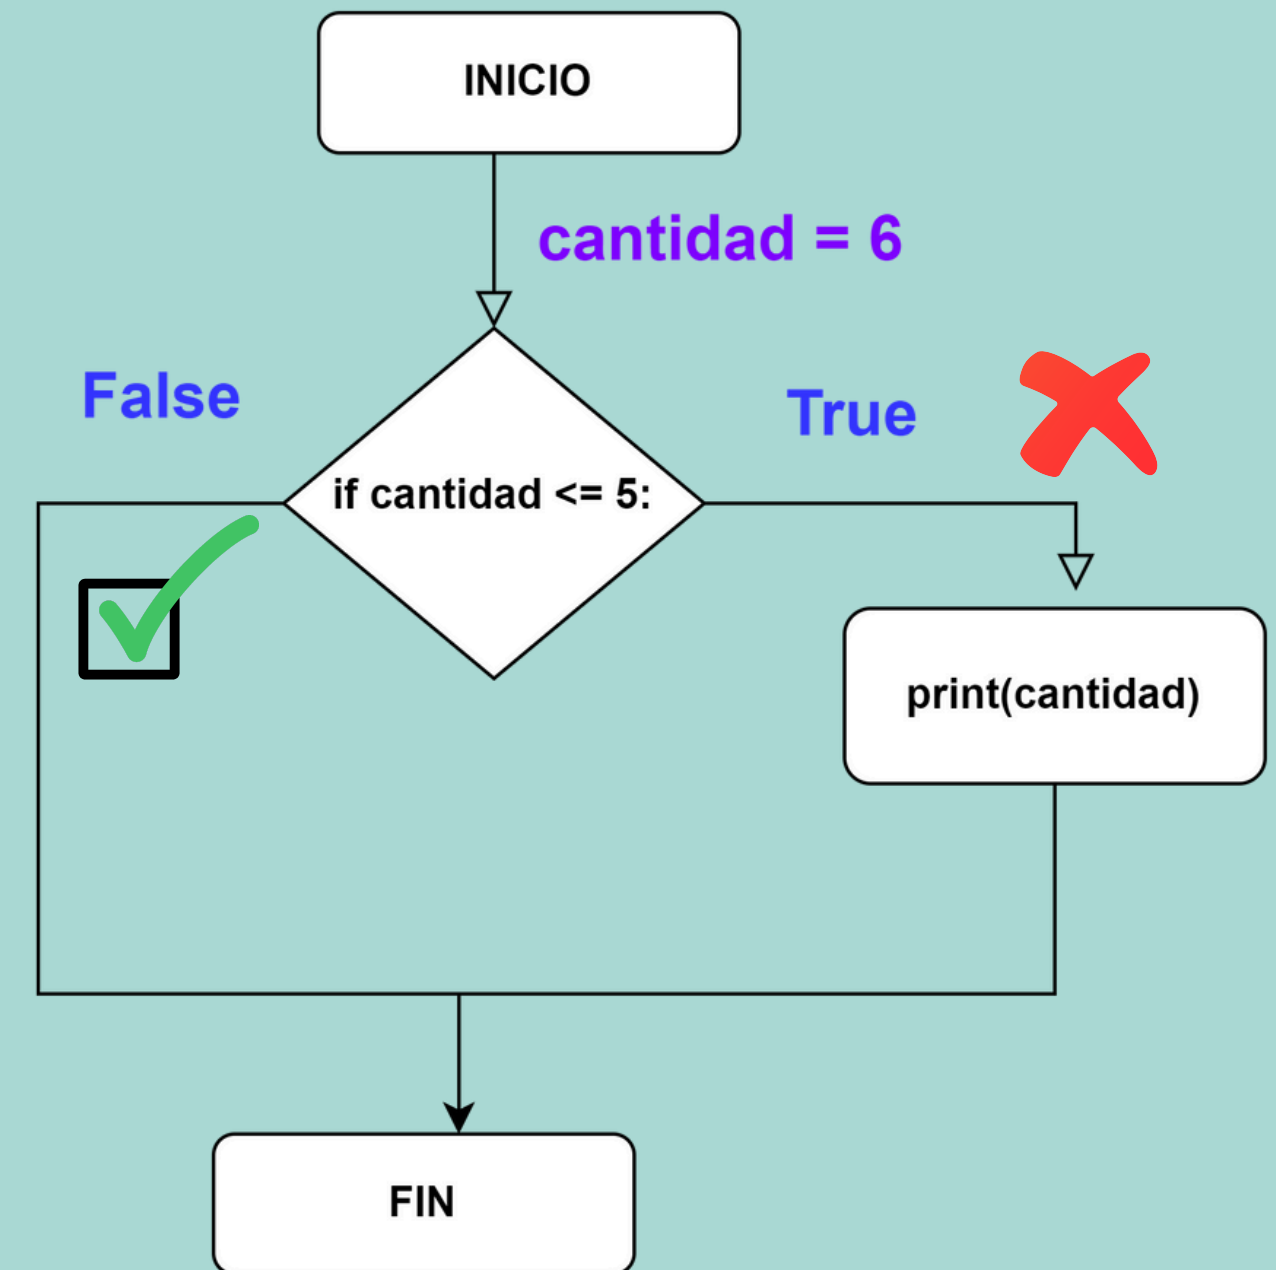 INICIO
cantidad = 6
False
True
if cantidad <= 5:
print(cantidad)
FIN